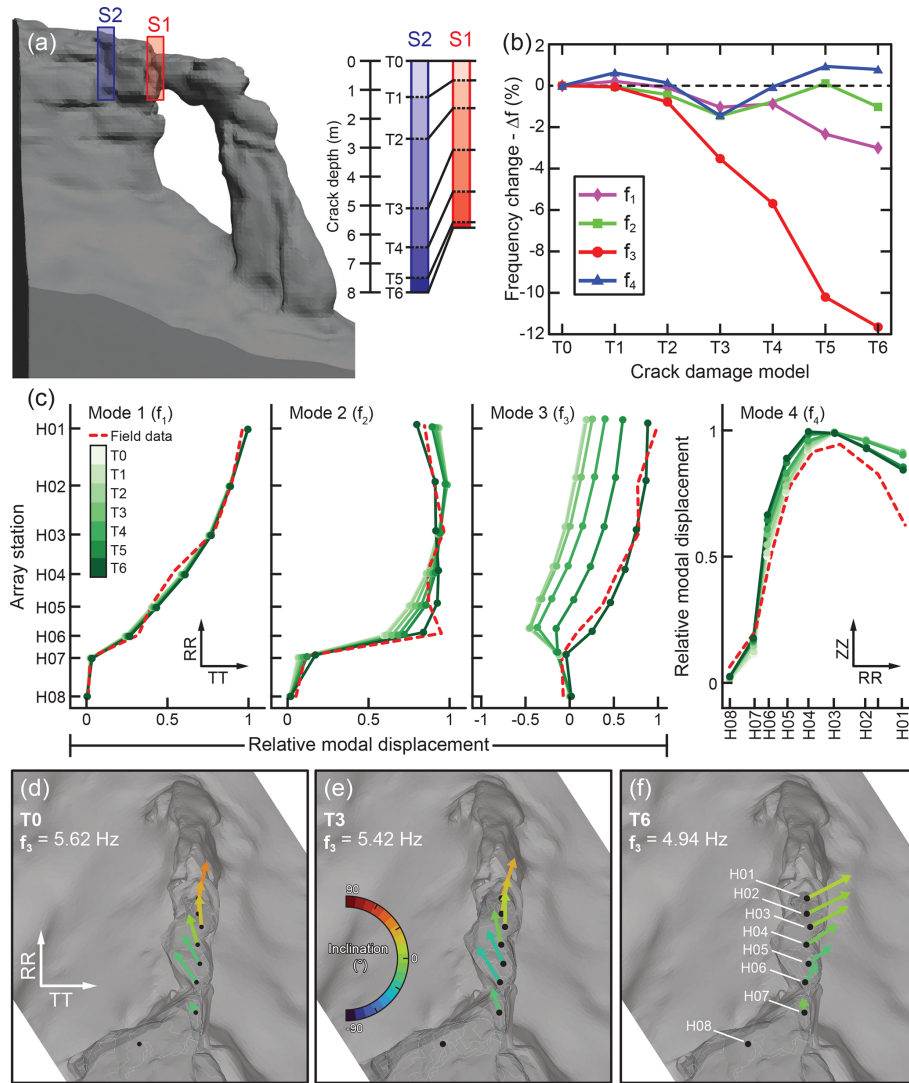 (a)
S2
S1
S2
S1
Crack depth (m)
0
1
2
3
4
5
6
7
8
T0
T1
T2
T3
T4
T5
T6
(b)
Frequency change - Δf (%)
2
0
-2
-4
-6
-8
-10
-12
f1
f2
f3
f4
T0 T1 T2 T3 T4 T5 T6
Crack damage model
(c)
Mode 1 (f1)
Field data
T0
T1
T2
T3
T4
T5
T6
RR
TT
Array station
H01
H02
H03
H04
H05
H06
H07
H08
0 0.5 1
Mode 2 (f2)
0 0.5 1
Mode 3 (f3)
-1 -0.5 0 0.5 1
Relative modal displacement
Mode 4 (f4)
Relative modal displacement
1
0.5
0
ZZ
RR
H08
H07
H06
H05
H04
H03
H02
H01
(d)
T0
f3 = 5.62 Hz
RR
TT
(e)
T3
f3 = 5.42 Hz
90
Inclination
(°)
0
-90
(f)
T6
f3 = 4.94 Hz
H01
H02
H03
H04
H05
H06
H07
H08